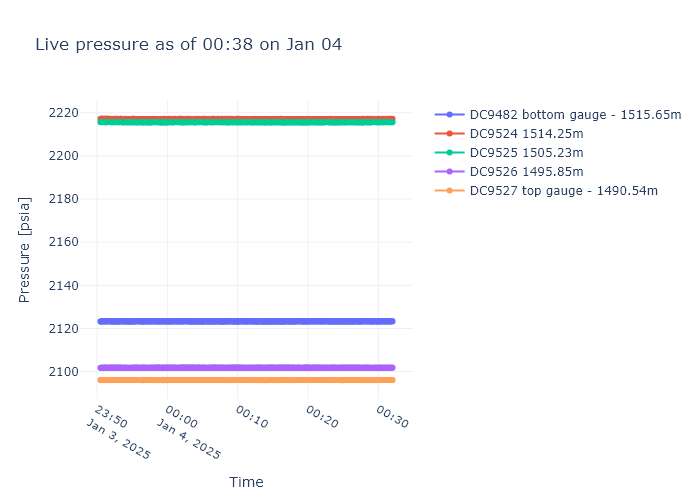 Live pressure as of 00:38 on Jan 04
DC9482 bottom gauge - 1515.65m
DC9524 1514.25m
DC9525 1505.23m
DC9526 1495.85m
DC9527 top gauge - 1490.54m
Pressure [psia]
2220
2200
2180
2160
2140
2120
2100
23:50
Jan 3, 2025
00:00
Jan 4, 2025
00:10
00:20
00:30
Time